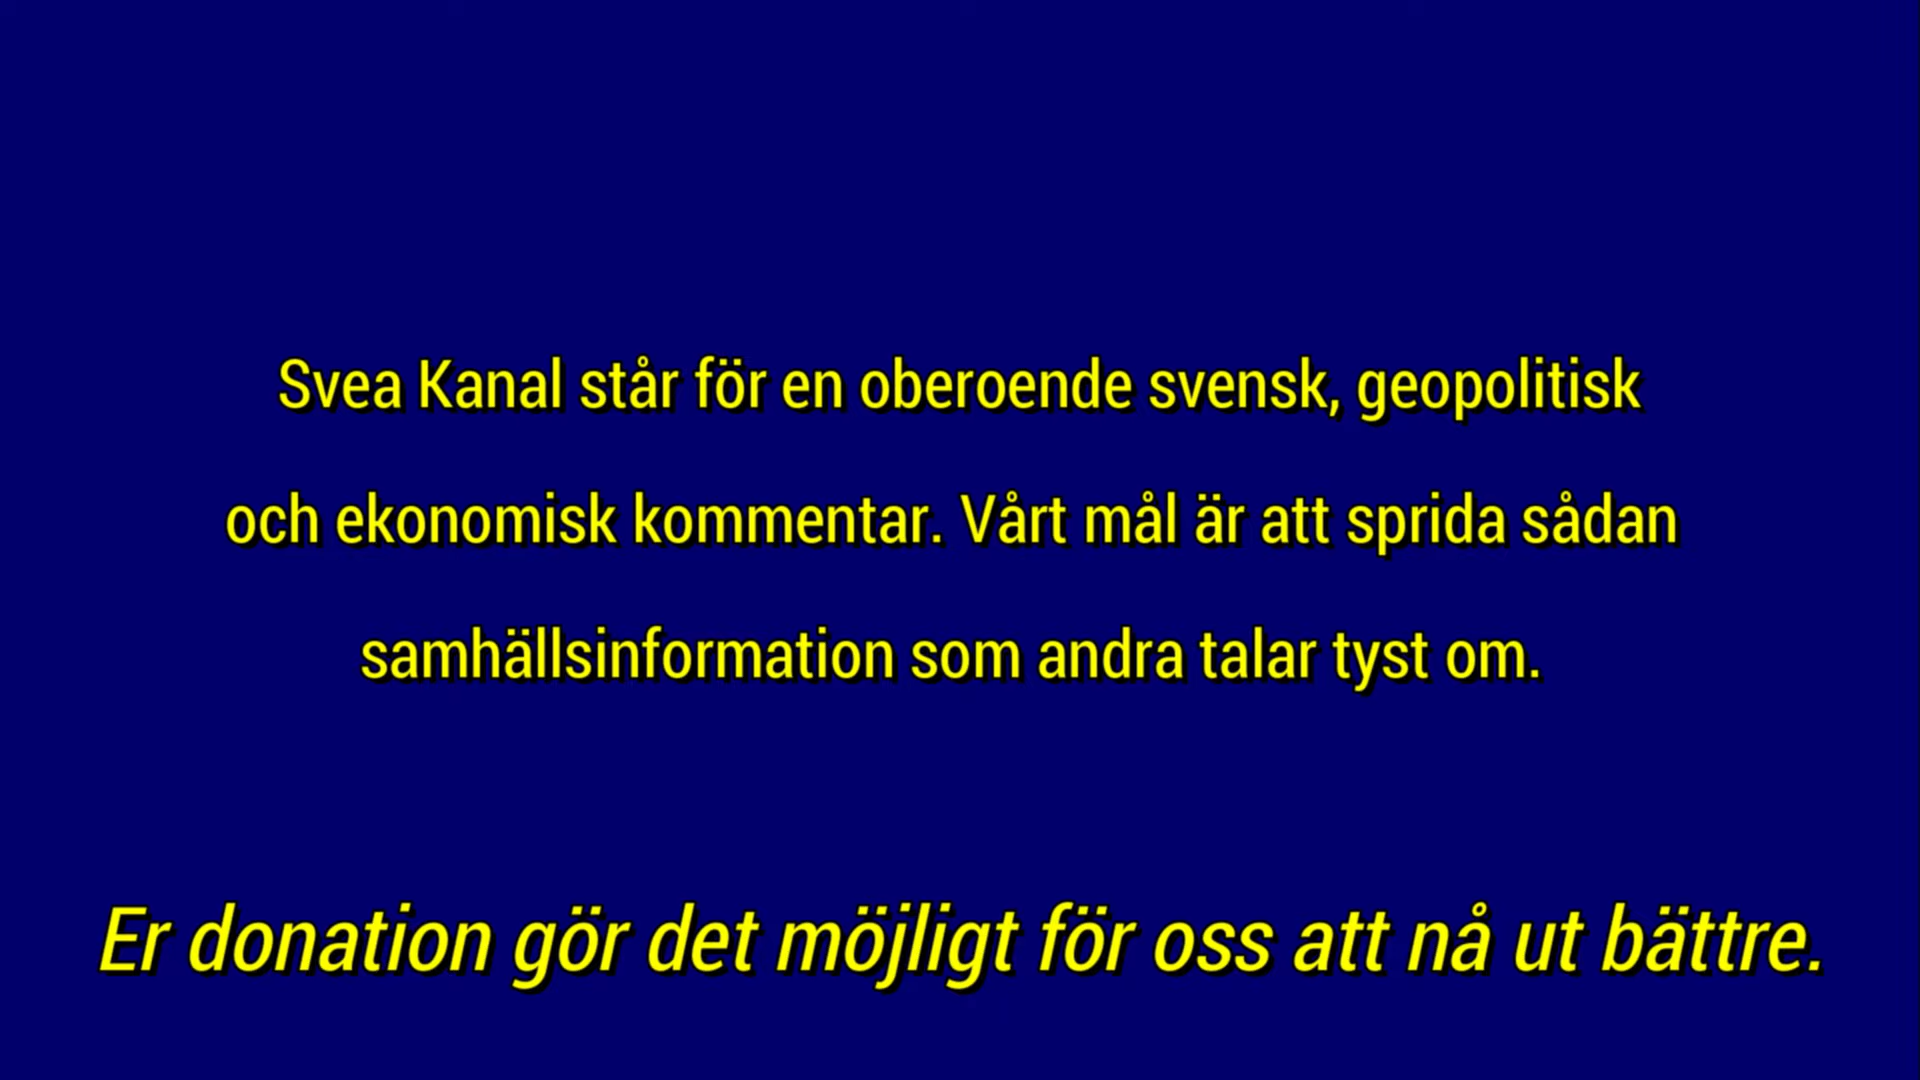 Svea Kanal står för en oberoende svensk, geopolitisk
och ekonomisk kommentar. Vårt mål är att sprida sådan
samhällsinformation som andra talar tyst om.
Er donation gör det möjligt för oss att nå ut bättre.